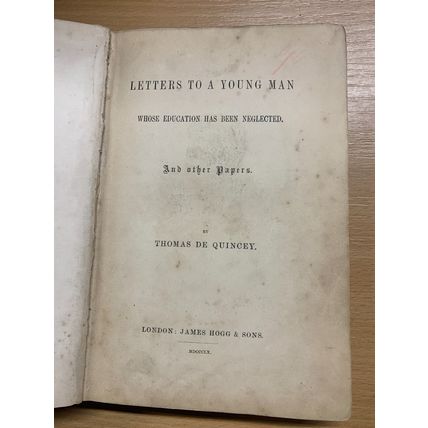 LETTERS TO A YOUNG MAN
WHOSE EDUCATION HAS BEEN NEGLECTED.
And other Papers.
BY
THOMAS DE QUINCEY.
LONDON: JAMES HOGG & SONS.
MDCCCLX.